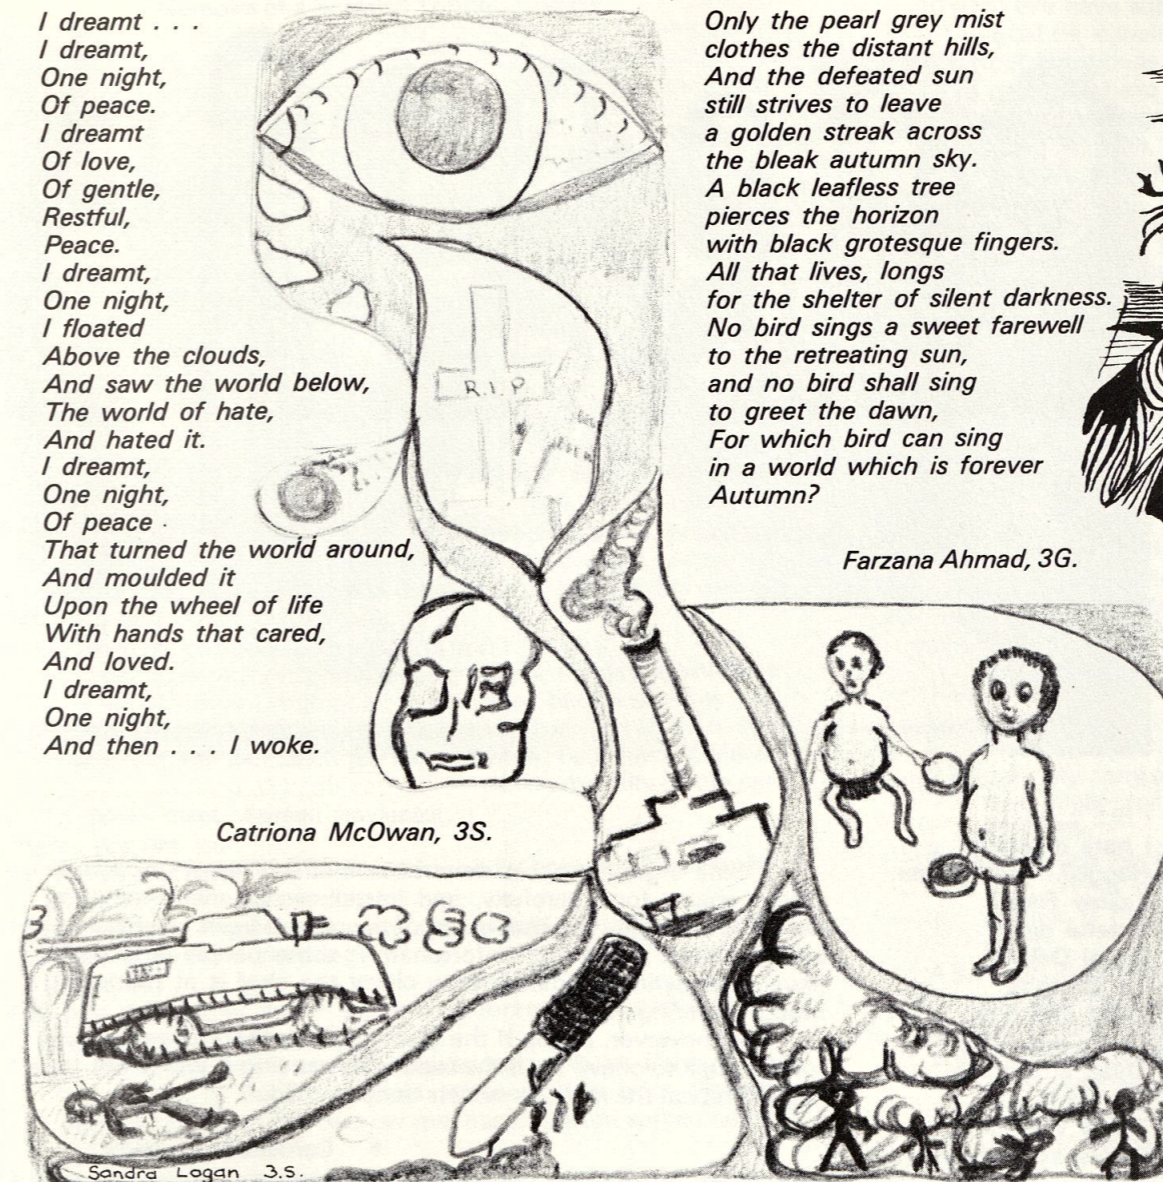 I dreamt . . .
I dreamt,
One night,
Of peace.
I dreamt
Of love,
Of gentle,
Restful,
Peace.
I dreamt,
One night,
I floated
Above the clouds,
And saw the world below,
The world of hate,
And hated it.
I dreamt,
One night,
Of peace
That turned the world around,
And moulded it
Upon the wheel of life
With hands that cared,
And loved.
I dreamt,
One night,
And then . . . I woke.
Catriona McOwan, 3S.
Only the pearl grey mist
clothes the distant hills,
And the defeated sun
still strives to leave
a golden streak across
the bleak autumn sky.
A black leafless tree
pierces the horizon
with black grotesque fingers.
All that lives, longs
for the shelter of silent darkness.
No bird sings a sweet farewell
to the retreating sun,
and no bird shall sing
to greet the dawn,
For which bird can sing
in a world which is forever
Autumn?
Farzana Ahmad, 3G.
R.I.P
Sandra Logan 3.S.